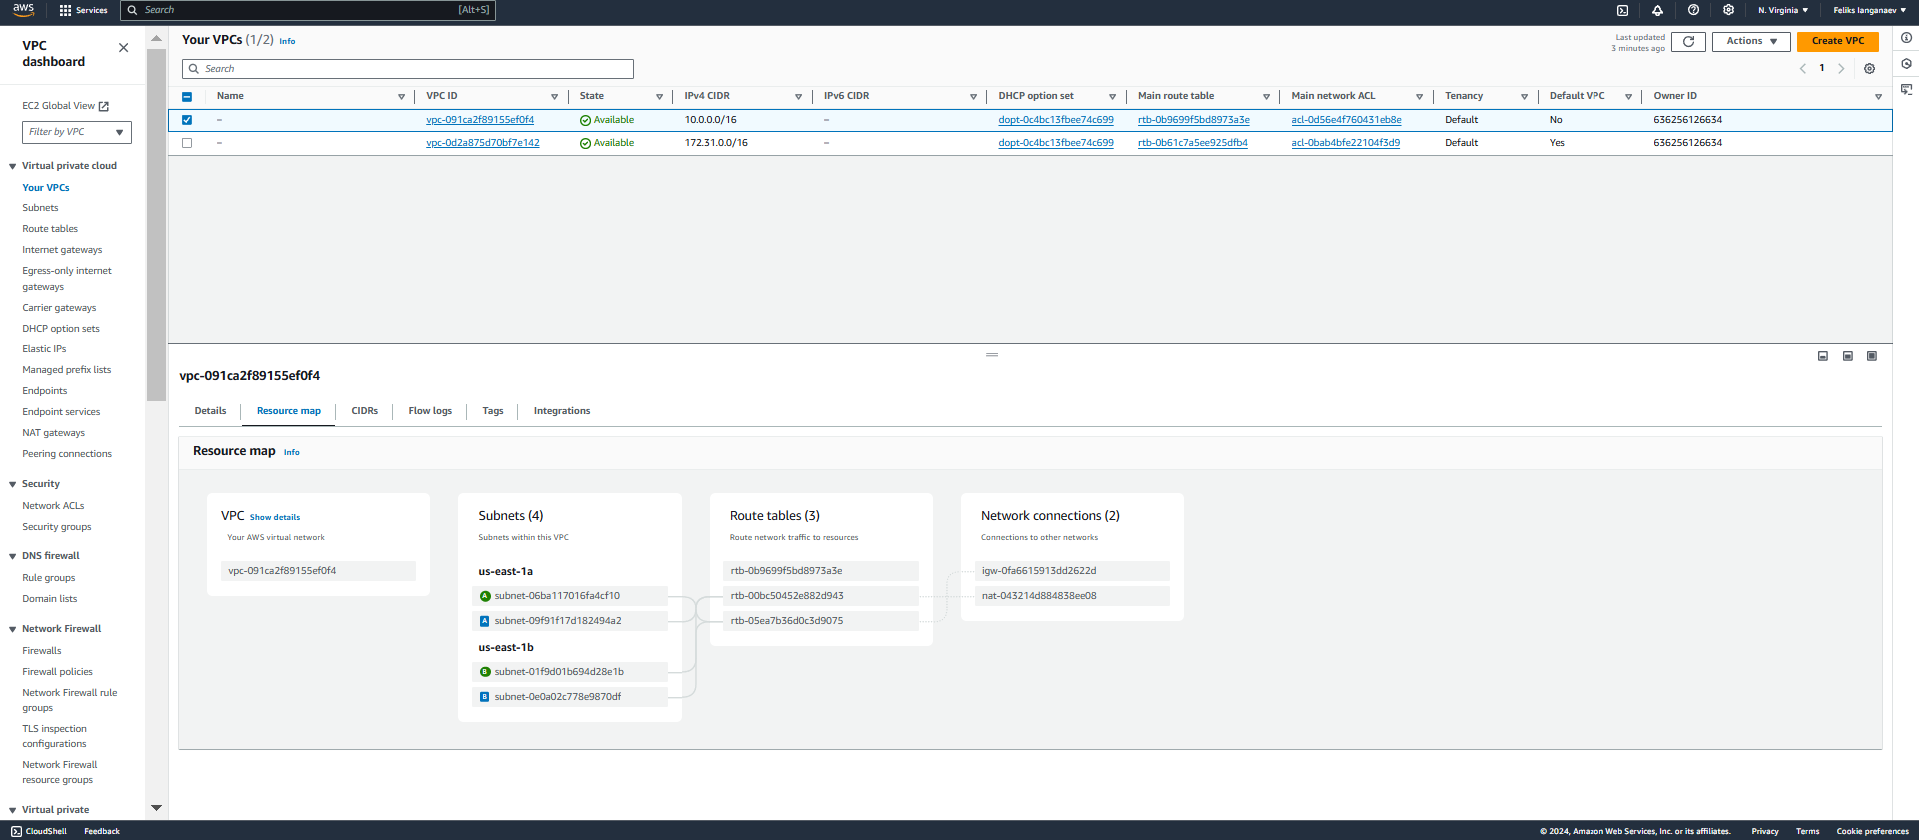 aws
Services
Search
[Alt+S]
N. Virginia
Feliks Ianganaev
VPC
dashboard
EC2 Global View
Filter by VPC
Virtual private cloud
Your VPCs
Subnets
Route tables
Internet gateways
Egress-only internet
gateways
Carrier gateways
DHCP option sets
Elastic IPs
Managed prefix lists
Endpoints
Endpoint services
NAT gateways
Peering connections
Security
Network ACLs
Security groups
DNS firewall
Rule groups
Domain lists
Network Firewall
Firewalls
Firewall policies
Network Firewall rule
groups
TLS inspection
configurations
Network Firewall
resource groups
Virtual private
Your VPCs (1/2) Info
Last updated
3 minutes ago
Actions
Create VPC
Search
1
Name VPC ID State IPv4 CIDR IPv6 CIDR DHCP option set Main route table Main network ACL Tenancy Default VPC Owner ID
– vpc-091ca2f89155ef0f4 Available 10.0.0.0/16 – dopt-0c4bc13fbee74c699 rtb-0b9699f5bd8973a3e acl-0d56e4f760431eb8e Default No 636256126634
– vpc-0d2a875d70bf7e142 Available 172.31.0.0/16 – dopt-0c4bc13fbee74c699 rtb-0b61c7a5ee925dfb4 acl-0bab4bfe22104f3d9 Default Yes 636256126634
vpc-091ca2f89155ef0f4
Details Resource map CIDRs Flow logs Tags Integrations
Resource map Info
VPC Show details
Your AWS virtual network
vpc-091ca2f89155ef0f4
Subnets (4)
Subnets within this VPC
us-east-1a
A subnet-06ba117016fa4cf10
A subnet-09f91f17d182494a2
us-east-1b
B subnet-01f9d01b694d28e1b
B subnet-0e0a02c778e9870df
Route tables (3)
Route network traffic to resources
rtb-0b9699f5bd8973a3e
rtb-00bc50452e882d943
rtb-05ea7b36d0c3d9075
Network connections (2)
Connections to other networks
igw-0fa6615913dd2622d
nat-043214d884838ee08
CloudShell
Feedback
© 2024, Amazon Web Services, Inc. or its affiliates.
Privacy
Terms
Cookie preferences